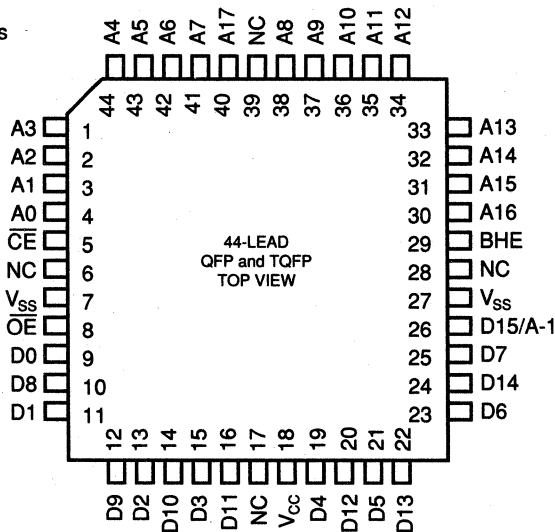 s
A4 A5 A6 A7 A17 NC A8 A9 A10 A11 A12
44 43 42 41 40 39 38 37 36 35 34
A3 1 33 A13
A2 2 32 A14
A1 3 31 A15
A0 4 30 A16
C̅E̅ 5 29 BHE
NC 6 28 NC
VSS 7 27 VSS
O̅E̅ 8 26 D15/A-1
D0 9 25 D7
D8 10 24 D14
D1 11 23 D6
44-LEAD
QFP and TQFP
TOP VIEW
12 13 14 15 16 17 18 19 20 21 22
D9 D2 D10 D3 D11 NC VCC D4 D12 D5 D13